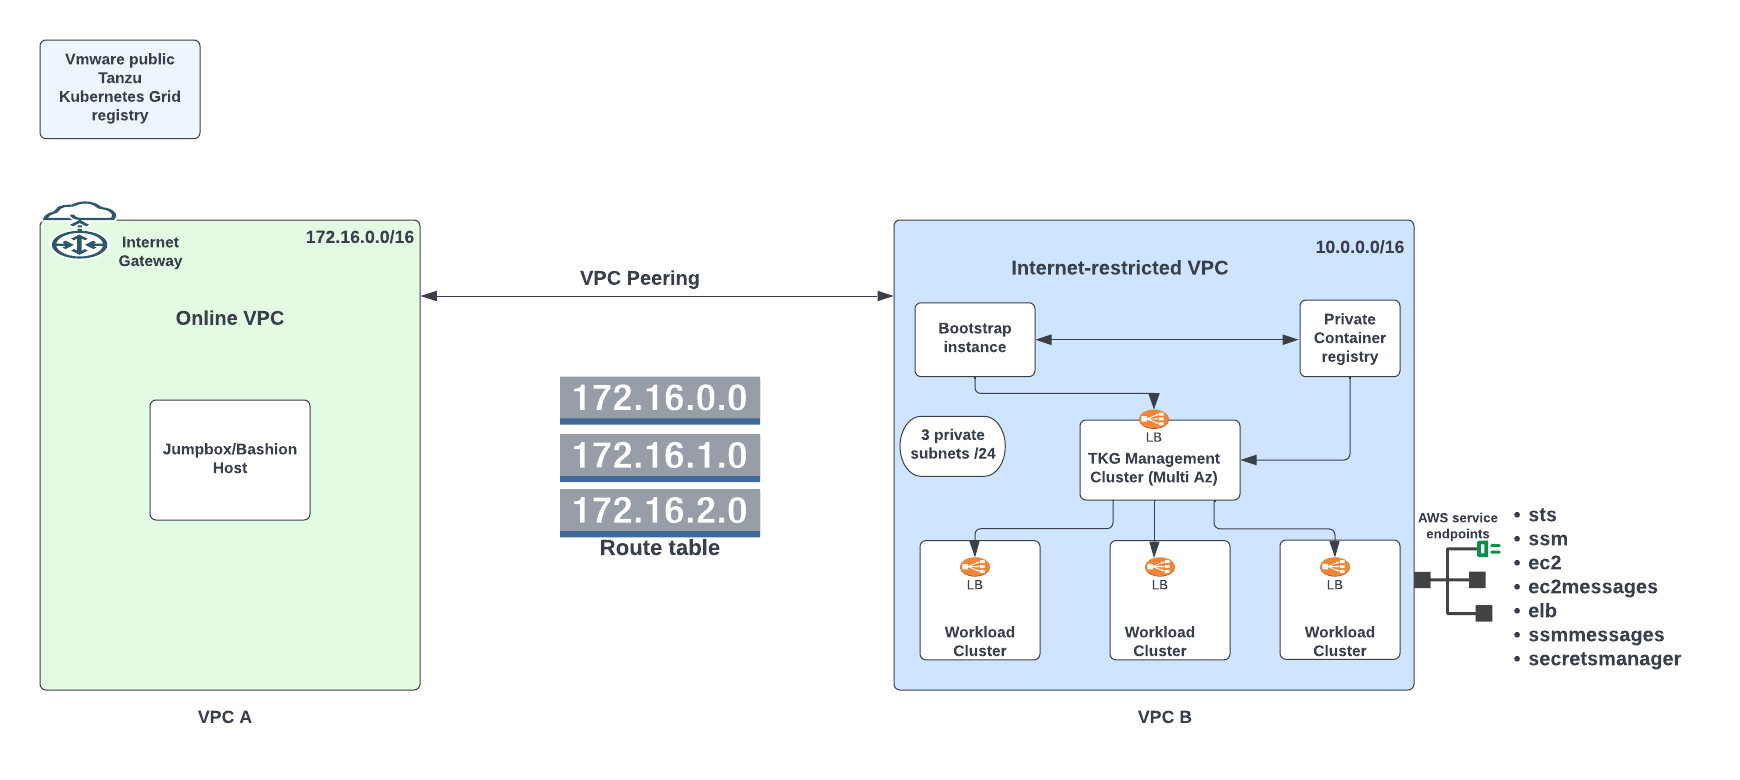 Vmware public
Tanzu
Kubernetes Grid
registry
Internet
Gateway
172.16.0.0/16
Online VPC
Jumpbox/Bashion
Host
VPC A
VPC Peering
172.16.0.0
172.16.1.0
172.16.2.0
Route table
10.0.0.0/16
Internet-restricted VPC
Bootstrap
instance
Private
Container
registry
3 private
subnets /24
LB
TKG Management
Cluster (Multi Az)
LB
Workload
Cluster
LB
Workload
Cluster
LB
Workload
Cluster
VPC B
AWS service
endpoints
• sts
• ssm
• ec2
• ec2messages
• elb
• ssmmessages
• secretsmanager